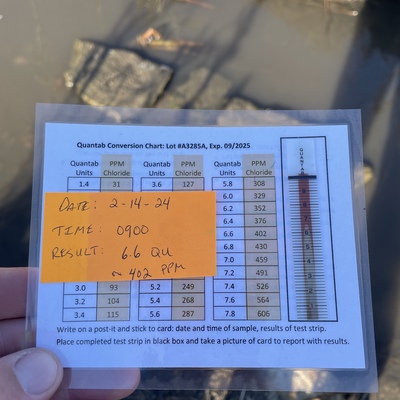 Quantab Conversion Chart: Lot #A3285A, Exp. 09/2025
Quantab Units PPM Chloride Quantab Units PPM Chloride Quantab Units PPM Chloride
1.4 31 3.6 127 5.8 308
6.0 329
6.2 352
6.4 376
6.6 402
6.8 430
7.0 459
7.2 491
3.0 93 5.2 249 7.4 526
3.2 104 5.4 268 7.6 564
3.4 115 5.6 287 7.8 606
DATE: 2-14-24
TIME: 0900
RESULT: 6.6 QU
or 402 PPM
QUANTAB
Write on a post-it and stick to card: date and time of sample, results of test strip.
Place completed test strip in black box and take a picture of card to report with results.